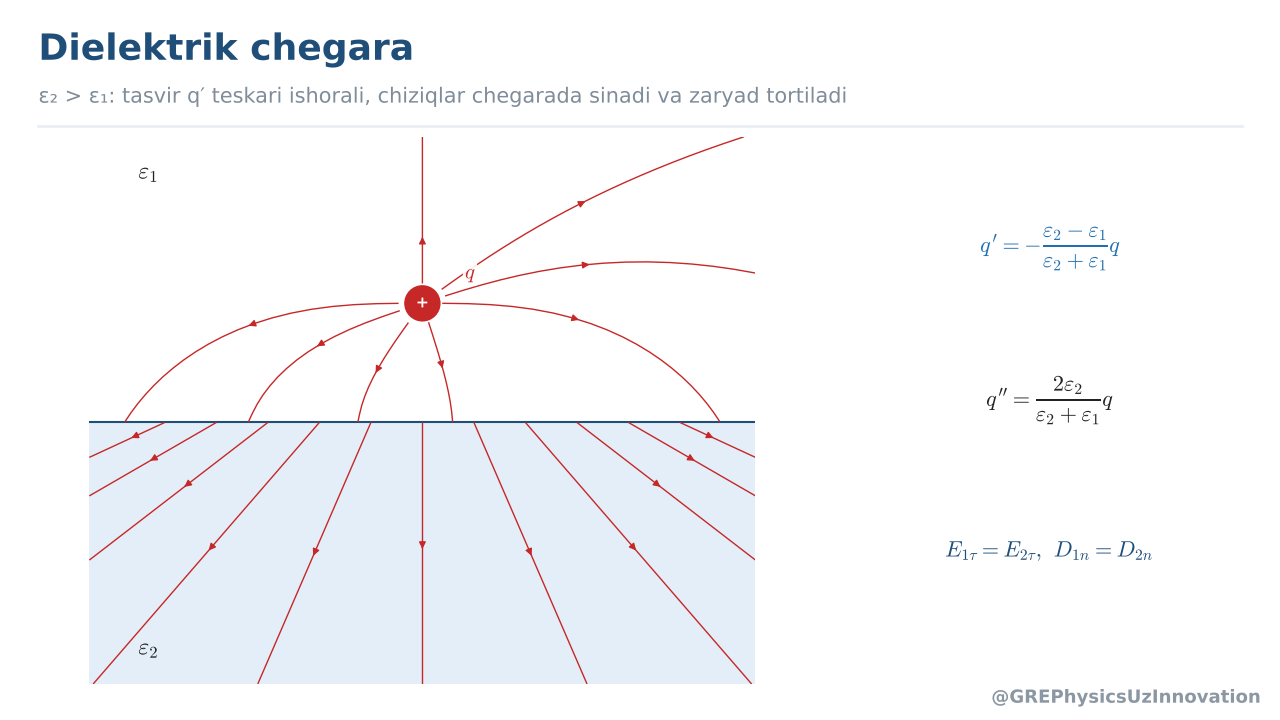 Dielektrik chegara
ε₂ > ε₁: tasvir q′ teskari ishorali, chiziqlar chegarada sinadi va zaryad tortiladi
ε₁
q′ = −(ε₂ − ε₁)/(ε₂ + ε₁) q
q
+
q″ = 2ε₂/(ε₂ + ε₁) q
E₁τ = E₂τ, D₁n = D₂n
ε₂
@GREPhysicsUzInnovation